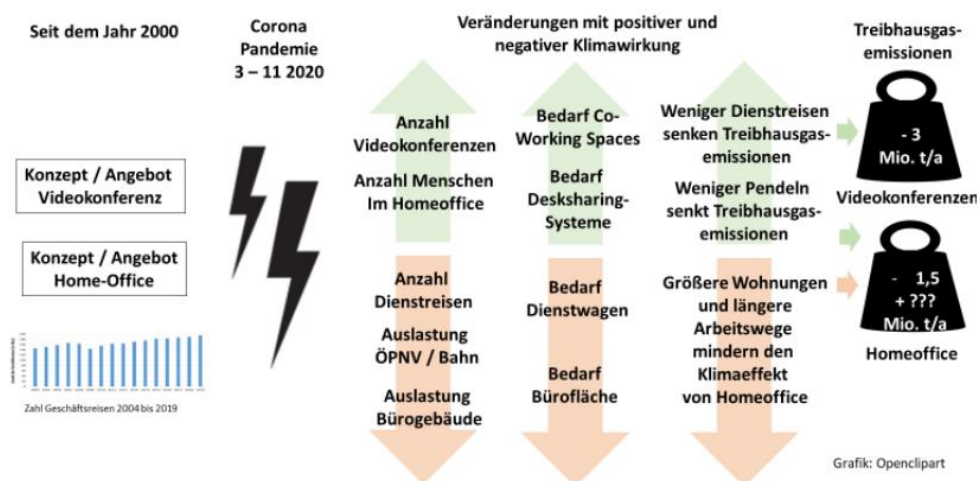 Seit dem Jahr 2000
Corona
Pandemie
3 – 11 2020
Veränderungen mit positiver und
negativer Klimawirkung
Treibhausgas-
emissionen
Konzept / Angebot
Videokonferenz
Konzept / Angebot
Home-Office
Zahl Geschäftsreisen 2004 bis 2019
Anzahl
Videokonferenzen
Anzahl Menschen
Im Homeoffice
Anzahl
Dienstreisen
Auslastung
ÖPNV / Bahn
Auslastung
Bürogebäude
Bedarf Co-
Working Spaces
Bedarf
Desksharing-
Systeme
Bedarf
Dienstwagen
Bedarf
Bürofläche
Weniger Dienstreisen
senken Treibhausgas-
emissionen
Weniger Pendeln
senkt Treibhausgas-
emissionen
Größere Wohnungen
und längere
Arbeitswege
mindern den
Klimaeffekt
von Homeoffice
- 3
Mio. t/a
Videokonferenzen
- 1,5
+ ???
Mio. t/a
Homeoffice
Grafik: Openclipart